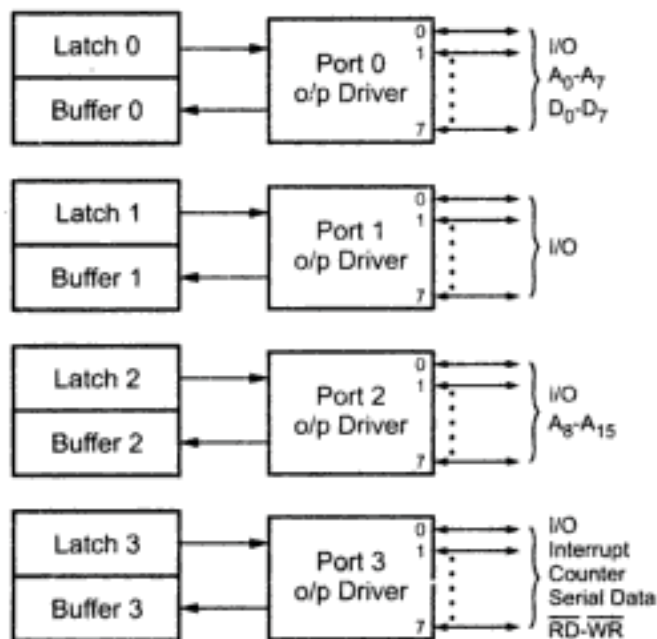 Latch 0
Buffer 0
Port 0
o/p Driver
0
1
7
I/O
A₀-A₇
D₀-D₇
Latch 1
Buffer 1
Port 1
o/p Driver
0
1
7
I/O
Latch 2
Buffer 2
Port 2
o/p Driver
0
1
7
I/O
A₈-A₁₅
Latch 3
Buffer 3
Port 3
o/p Driver
0
1
7
I/O
Interrupt
Counter
Serial Data
R̅D̅-W̅R̅